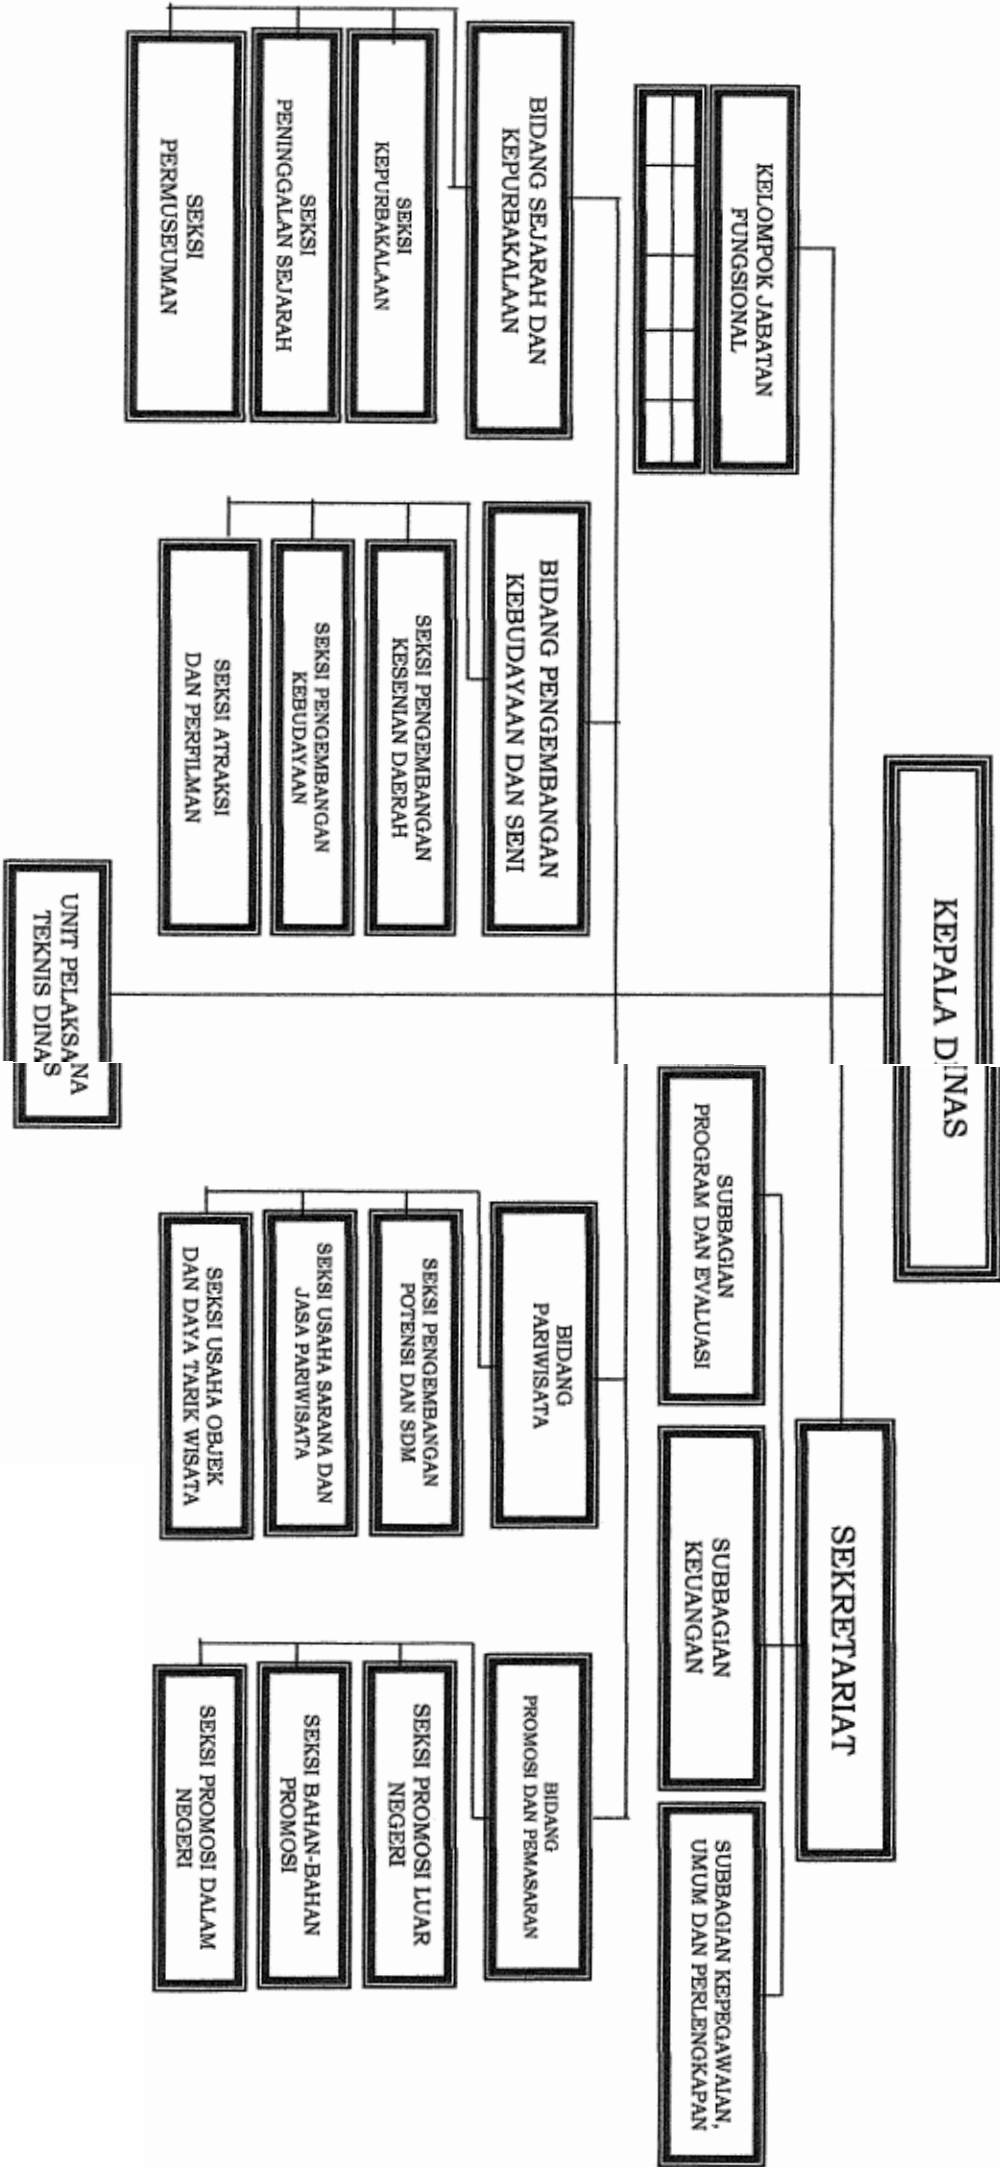 KEPALA DINAS
KELOMPOK JABATAN
FUNGSIONAL
SEKRETARIAT
SUBBAGIAN
PROGRAM DAN EVALUASI
SUBBAGIAN
KEUANGAN
SUBBAGIAN KEPEGAWAIAN,
UMUM DAN PERLENGKAPAN
BIDANG SEJARAH DAN
KEPURBAKALAAN
SEKSI
KEPURBAKALAAN
SEKSI
PENINGGALAN SEJARAH
SEKSI
PERMUSEUMAN
BIDANG PENGEMBANGAN
KEBUDAYAAN DAN SENI
SEKSI PENGEMBANGAN
KESENIAN DAERAH
SEKSI PENGEMBANGAN
KEBUDAYAAN
SEKSI ATRAKSI
DAN PERFILMAN
BIDANG
PARIWISATA
SEKSI PENGEMBANGAN
POTENSI DAN SDM
SEKSI USAHA SARANA DAN
JASA PARIWISATA
SEKSI USAHA OBJEK
DAN DAYA TARIK WISATA
BIDANG
PROMOSI DAN PEMASARAN
SEKSI PROMOSI LUAR
NEGERI
SEKSI BAHAN-BAHAN
PROMOSI
SEKSI PROMOSI DALAM
NEGERI
UNIT PELAKSANA
TEKNIS DINAS